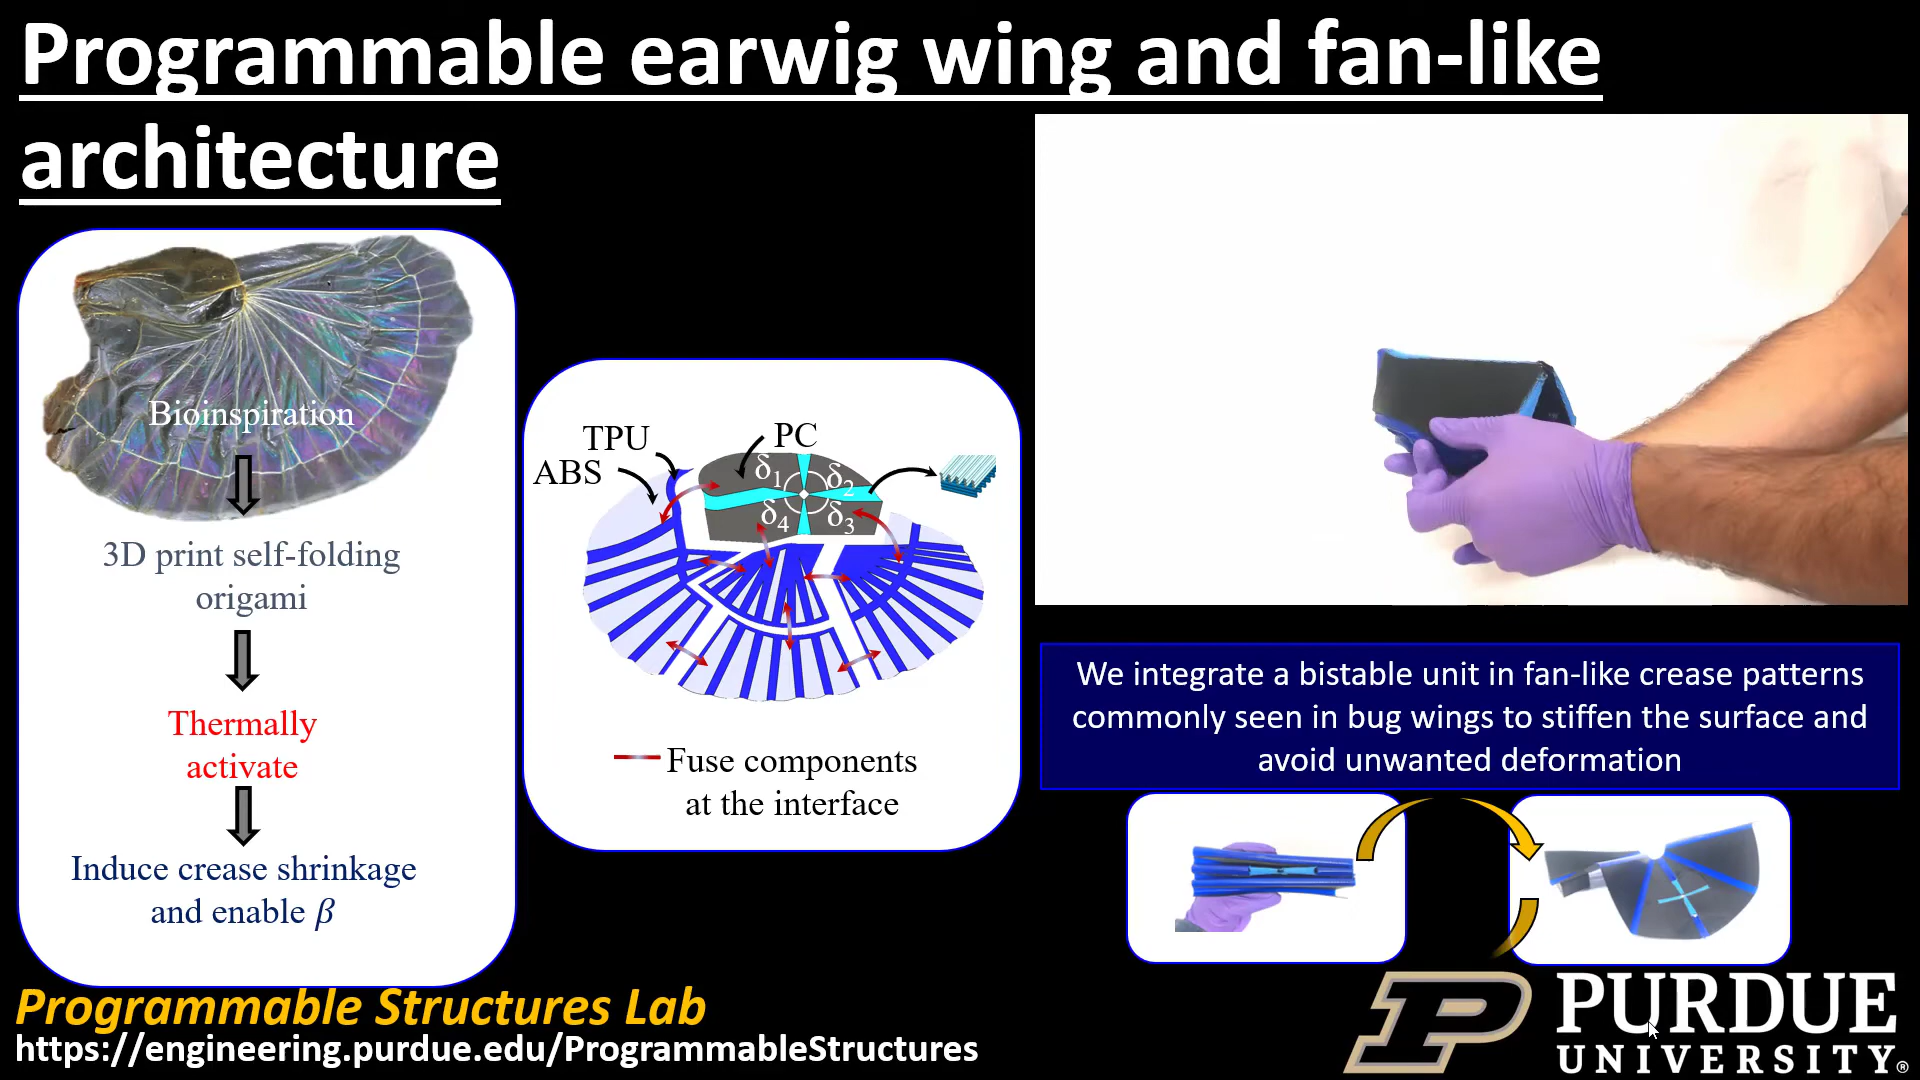 Programmable earwig wing and fan-like
architecture
Bioinspiration
3D print self-folding
origami
Thermally
activate
Induce crease shrinkage
and enable β
TPU
PC
ABS
δ1
δ2
δ4
δ3
Fuse components
at the interface
We integrate a bistable unit in fan-like crease patterns
commonly seen in bug wings to stiffen the surface and
avoid unwanted deformation
Programmable Structures Lab
https://engineering.purdue.edu/ProgrammableStructures
P
PURDUE
UNIVERSITY®